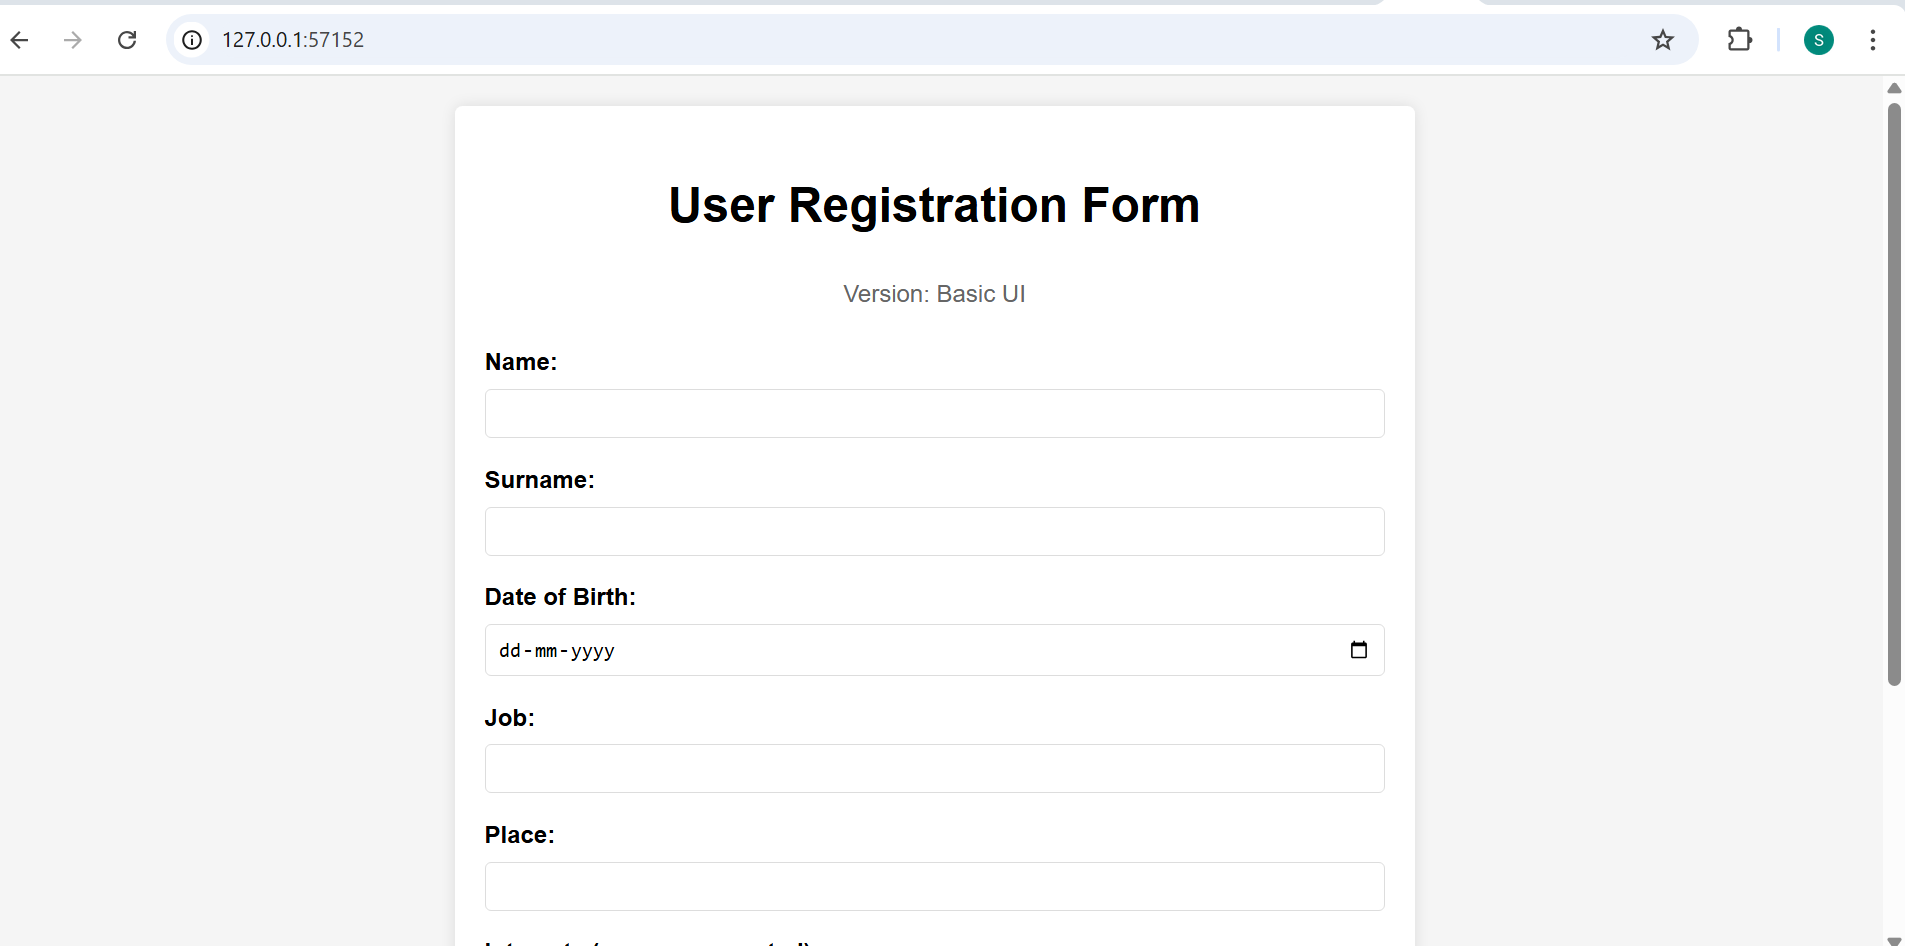 127.0.0.1:57152
S
User Registration Form
Version: Basic UI
Name:
Surname:
Date of Birth:
dd-mm-yyyy
Job:
Place: